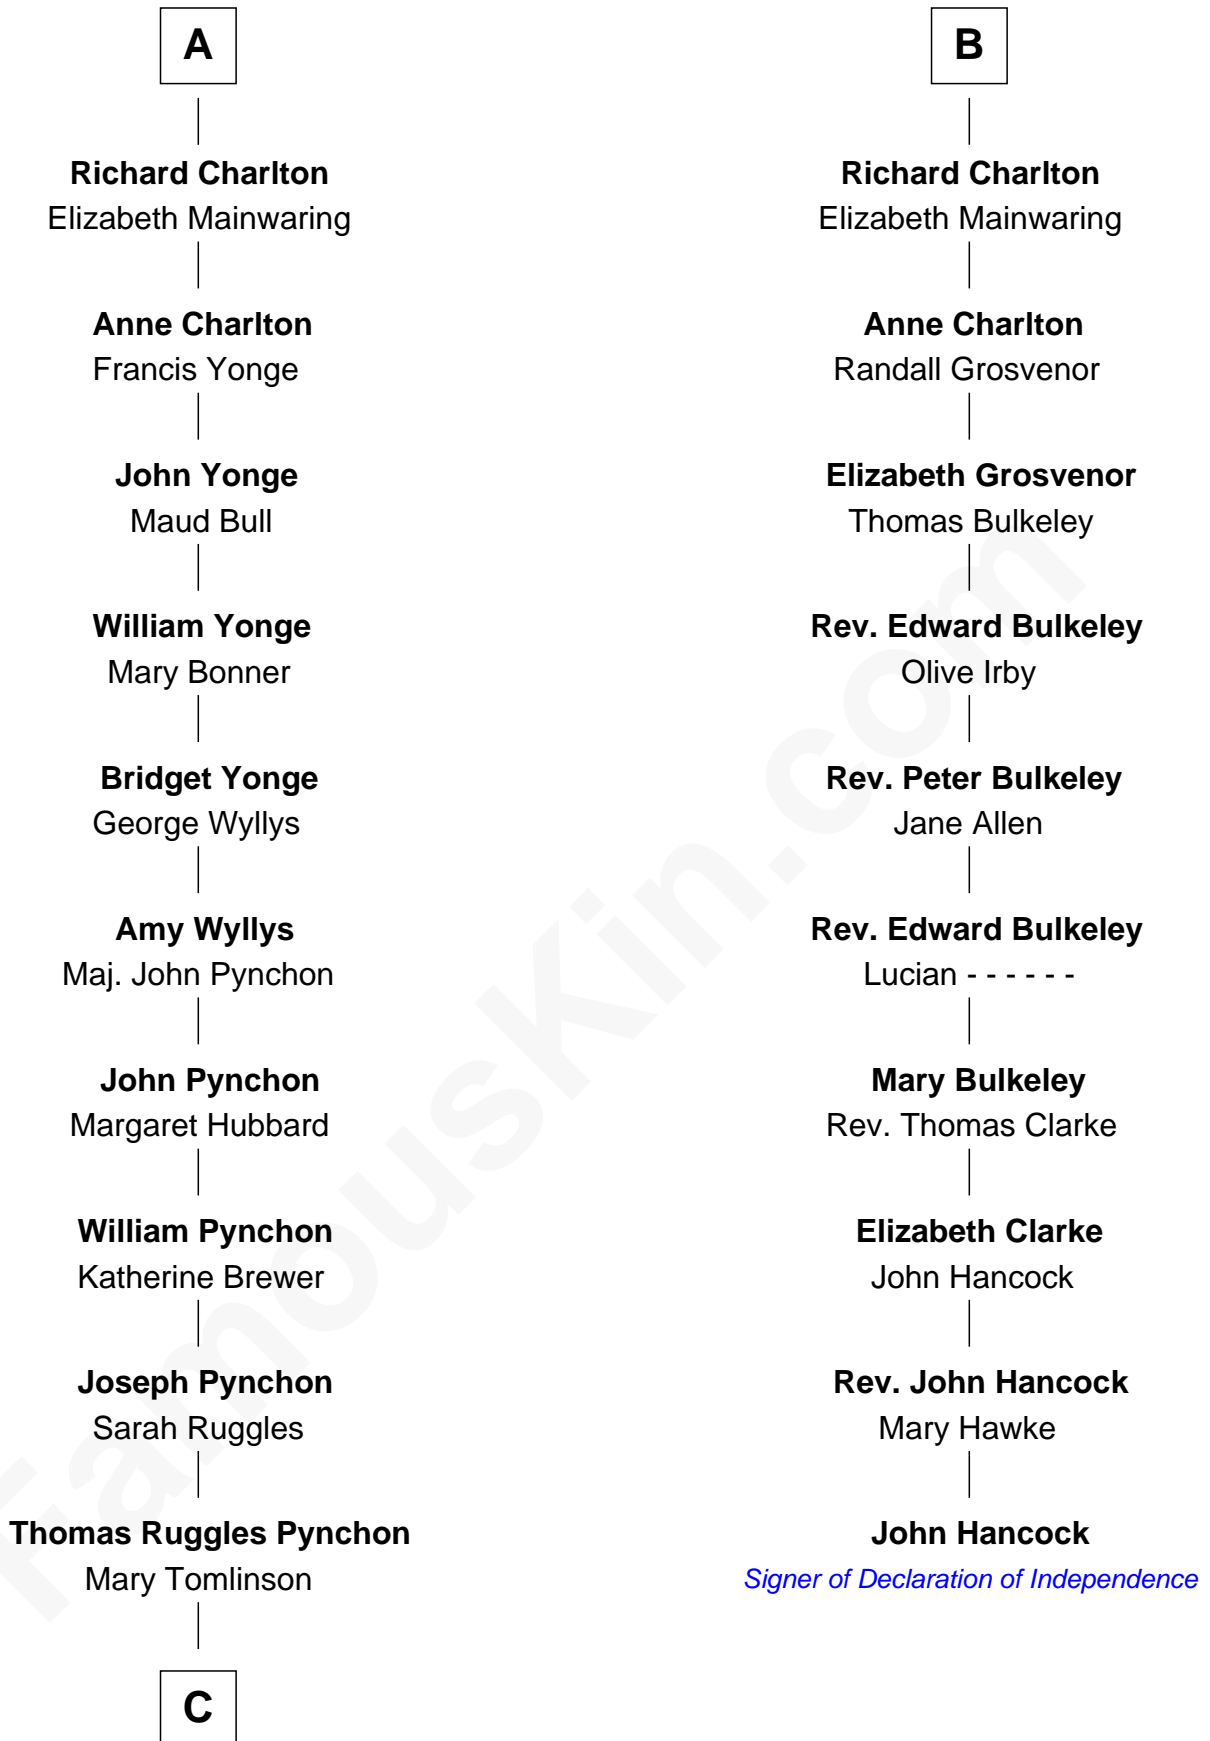 A
Richard Charlton
Elizabeth Mainwaring
Anne Charlton
Francis Yonge
John Yonge
Maud Bull
William Yonge
Mary Bonner
Bridget Yonge
George Wyllys
Amy Wyllys
Maj. John Pynchon
John Pynchon
Margaret Hubbard
William Pynchon
Katherine Brewer
Joseph Pynchon
Sarah Ruggles
Thomas Ruggles Pynchon
Mary Tomlinson
C
B
Richard Charlton
Elizabeth Mainwaring
Anne Charlton
Randall Grosvenor
Elizabeth Grosvenor
Thomas Bulkeley
Rev. Edward Bulkeley
Olive Irby
Rev. Peter Bulkeley
Jane Allen
Rev. Edward Bulkeley
Lucian - - - - - -
Mary Bulkeley
Rev. Thomas Clarke
Elizabeth Clarke
John Hancock
Rev. John Hancock
Mary Hawke
John Hancock
Signer of Declaration of Independence
FamousKin.com